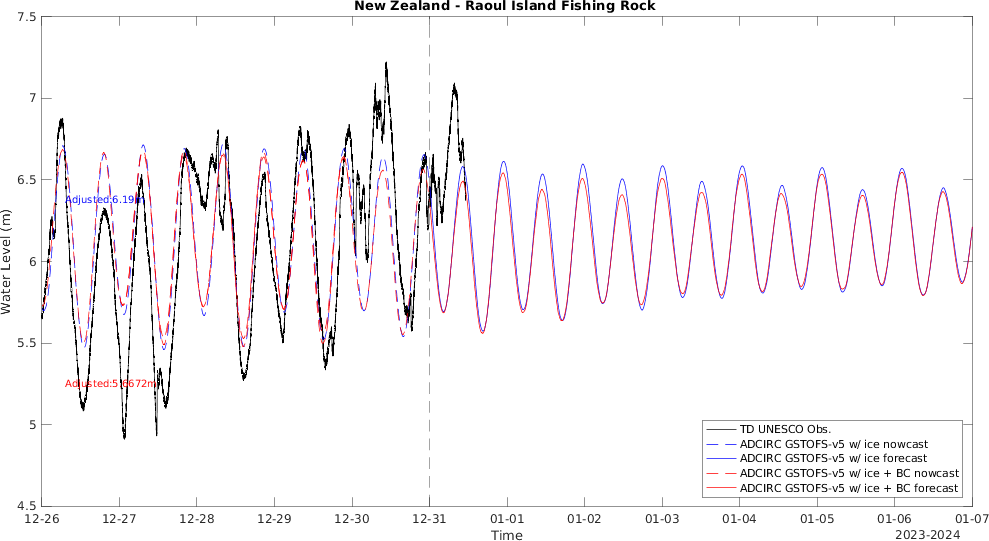 New Zealand - Raoul Island Fishing Rock
7.5
7
6.5
6
5.5
5
4.5
Water Level (m)
Adjusted:6.19m
Adjusted:5.6672m
TD UNESCO Obs.
ADCIRC GSTOFS-v5 w/ ice nowcast
ADCIRC GSTOFS-v5 w/ ice forecast
ADCIRC GSTOFS-v5 w/ ice + BC nowcast
ADCIRC GSTOFS-v5 w/ ice + BC forecast
12-26 12-27 12-28 12-29 12-30 12-31 01-01 01-02 01-03 01-04 01-05 01-06 01-07
Time
2023-2024